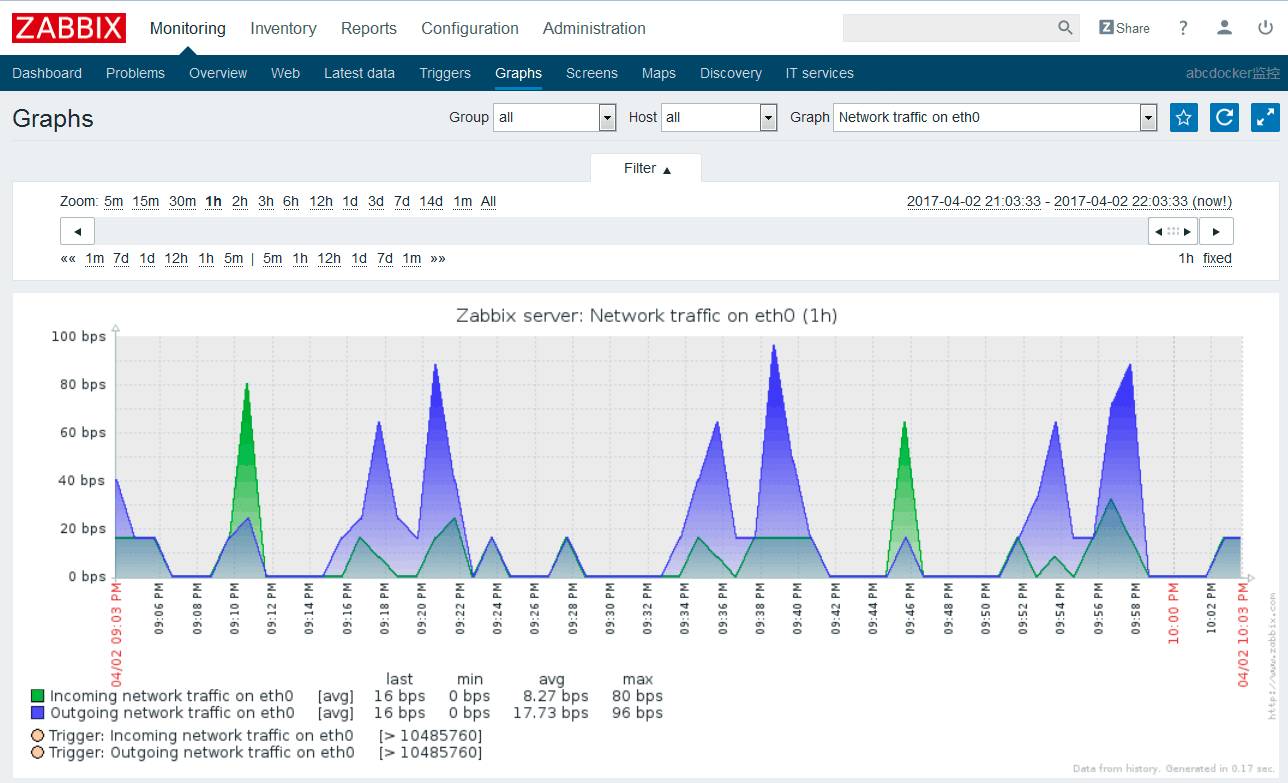 ZABBIX Monitoring Inventory Reports Configuration Administration Z Share ?
Dashboard Problems Overview Web Latest data Triggers Graphs Screens Maps Discovery IT services abcdocker监控
Graphs Group all Host all Graph Network traffic on eth0
Filter ▲
Zoom: 5m 15m 30m 1h 2h 3h 6h 12h 1d 3d 7d 14d 1m All 2017-04-02 21:03:33 - 2017-04-02 22:03:33 (now!)
«« 1m 7d 1d 12h 1h 5m | 5m 1h 12h 1d 7d 1m »» 1h fixed
Zabbix server: Network traffic on eth0 (1h)
100 bps
80 bps
60 bps
40 bps
20 bps
0 bps
04/02 09:03 PM 09:06 PM 09:08 PM 09:10 PM 09:12 PM 09:14 PM 09:16 PM 09:18 PM 09:20 PM 09:22 PM 09:24 PM 09:26 PM 09:28 PM 09:30 PM 09:32 PM 09:34 PM 09:36 PM 09:38 PM 09:40 PM 09:42 PM 09:44 PM 09:46 PM 09:48 PM 09:50 PM 09:52 PM 09:54 PM 09:56 PM 09:58 PM 10:00 PM 10:02 PM 04/02 10:03 PM
http://www.zabbix.com
last min avg max
Incoming network traffic on eth0 [avg] 16 bps 0 bps 8.27 bps 80 bps
Outgoing network traffic on eth0 [avg] 16 bps 0 bps 17.73 bps 96 bps
Trigger: Incoming network traffic on eth0 [> 10485760]
Trigger: Outgoing network traffic on eth0 [> 10485760]
Data from history. Generated in 0.17 sec.